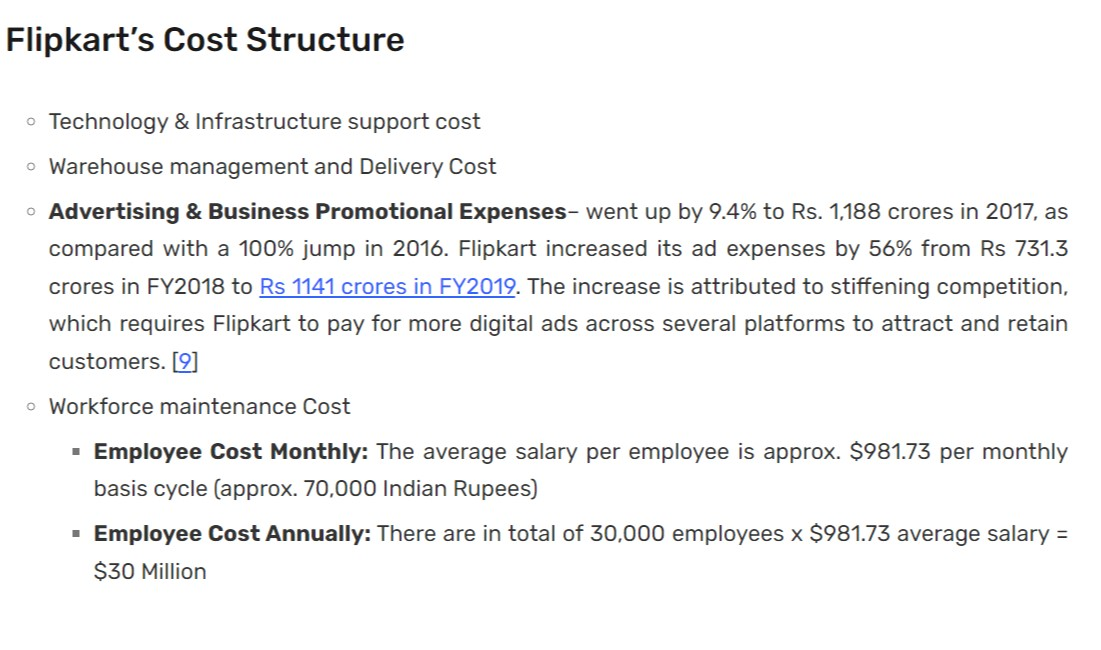 Flipkart’s Cost Structure
Technology & Infrastructure support cost
Warehouse management and Delivery Cost
Advertising & Business Promotional Expenses– went up by 9.4% to Rs. 1,188 crores in 2017, as
compared with a 100% jump in 2016. Flipkart increased its ad expenses by 56% from Rs 731.3
crores in FY2018 to Rs 1141 crores in FY2019. The increase is attributed to stiffening competition,
which requires Flipkart to pay for more digital ads across several platforms to attract and retain
customers. [9]
Workforce maintenance Cost
Employee Cost Monthly: The average salary per employee is approx. $981.73 per monthly
basis cycle (approx. 70,000 Indian Rupees)
Employee Cost Annually: There are in total of 30,000 employees x $981.73 average salary =
$30 Million